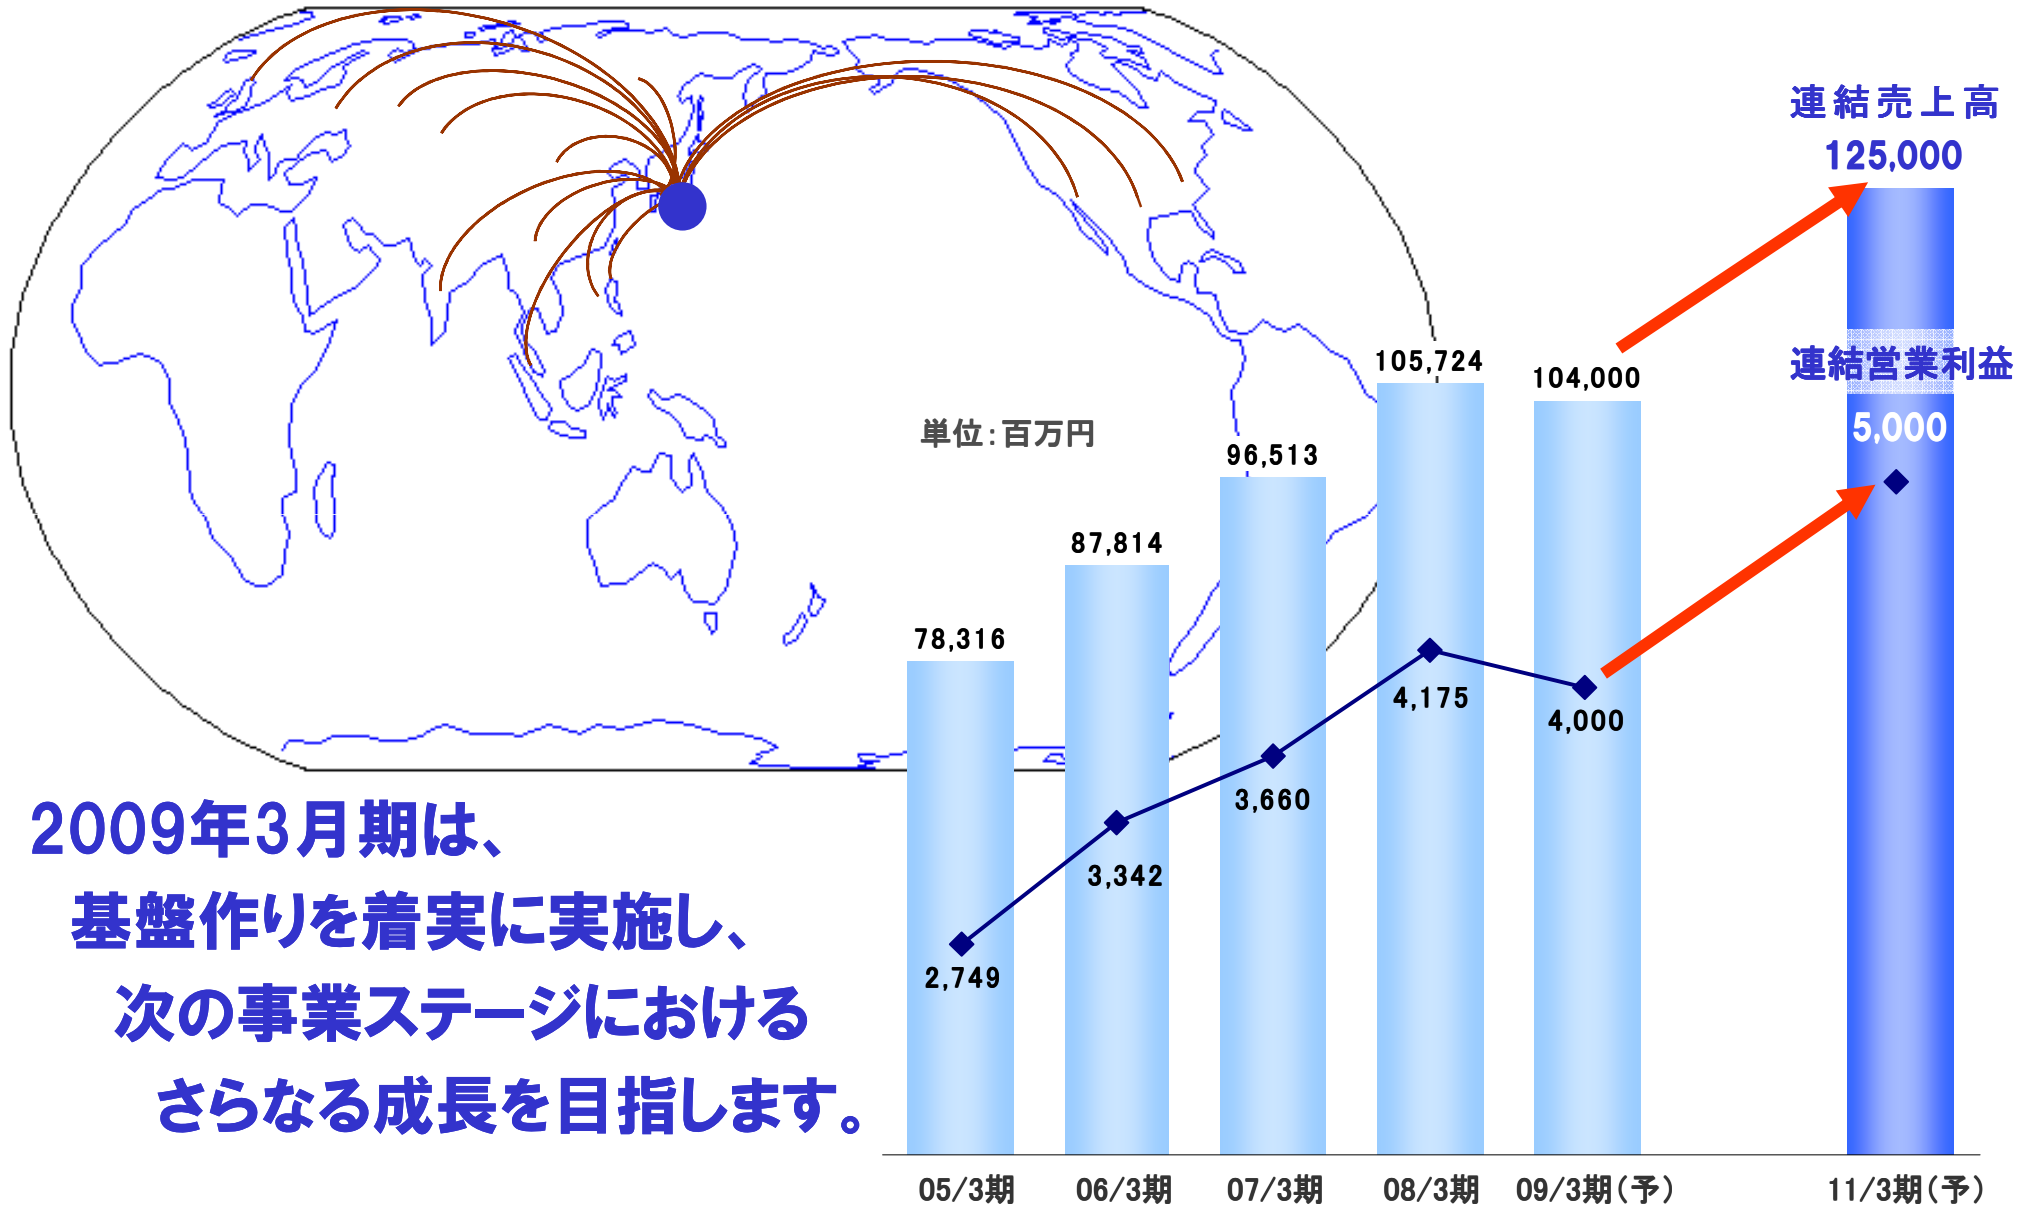 連結売上高
125,000
連結営業利益
5,000
単位：百万円
78,316
87,814
96,513
105,724
104,000
2,749
3,342
3,660
4,175
4,000
2009年3月期は、
基盤作りを着実に実施し、
次の事業ステージにおける
さらなる成長を目指します。
05/3期 06/3期 07/3期 08/3期 09/3期（予） 11/3期（予）